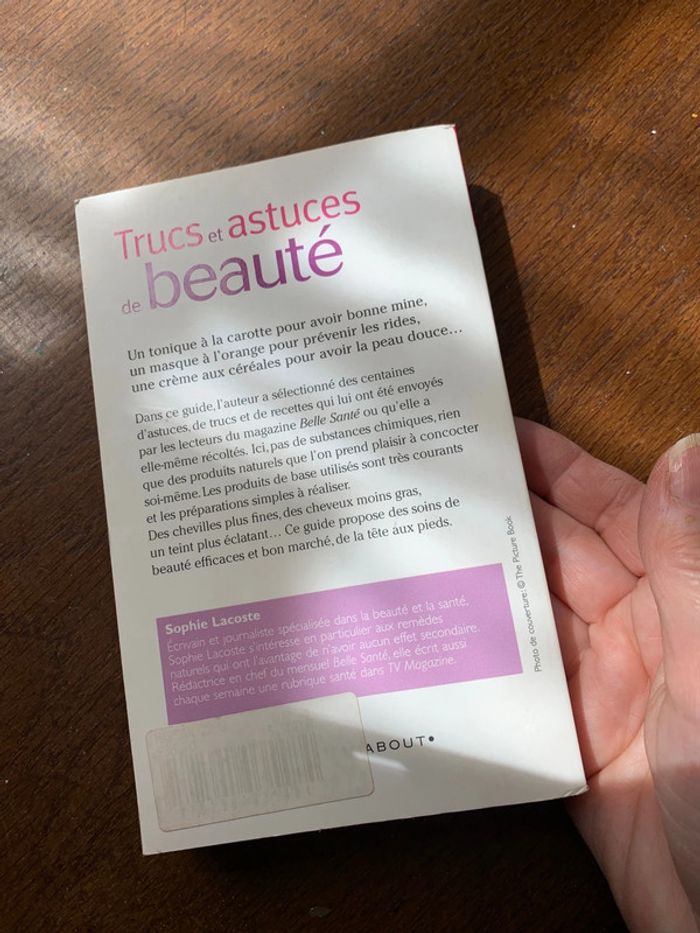 Trucs et astuces
de beauté
Un tonique à la carotte pour avoir bonne mine,
un masque à l'orange pour prévenir les rides,
une crème aux céréales pour avoir la peau douce...
Dans ce guide, l'auteur a sélectionné des centaines
d'astuces, de trucs et de recettes qui lui ont été envoyés
par les lecteurs du magazine Belle Santé ou qu'elle a
elle-même récoltés. Ici, pas de substances chimiques, rien
que des produits naturels que l'on prend plaisir à concocter
soi-même. Les produits de base utilisés sont très courants
et les préparations simples à réaliser.
Des chevilles plus fines, des cheveux moins gras,
un teint plus éclatant... Ce guide propose des soins de
beauté efficaces et bon marché, de la tête aux pieds.
Sophie Lacoste
Écrivain et journaliste spécialisée dans la beauté et la santé,
Sophie Lacoste s'intéresse en particulier aux remèdes
naturels qui ont l'avantage de n'avoir aucun effet secondaire.
Rédactrice en chef du mensuel Belle Santé, elle écrit aussi
chaque semaine une rubrique santé dans TV Magazine.
ABOUT•
Photo de couverture : © The Picture Book